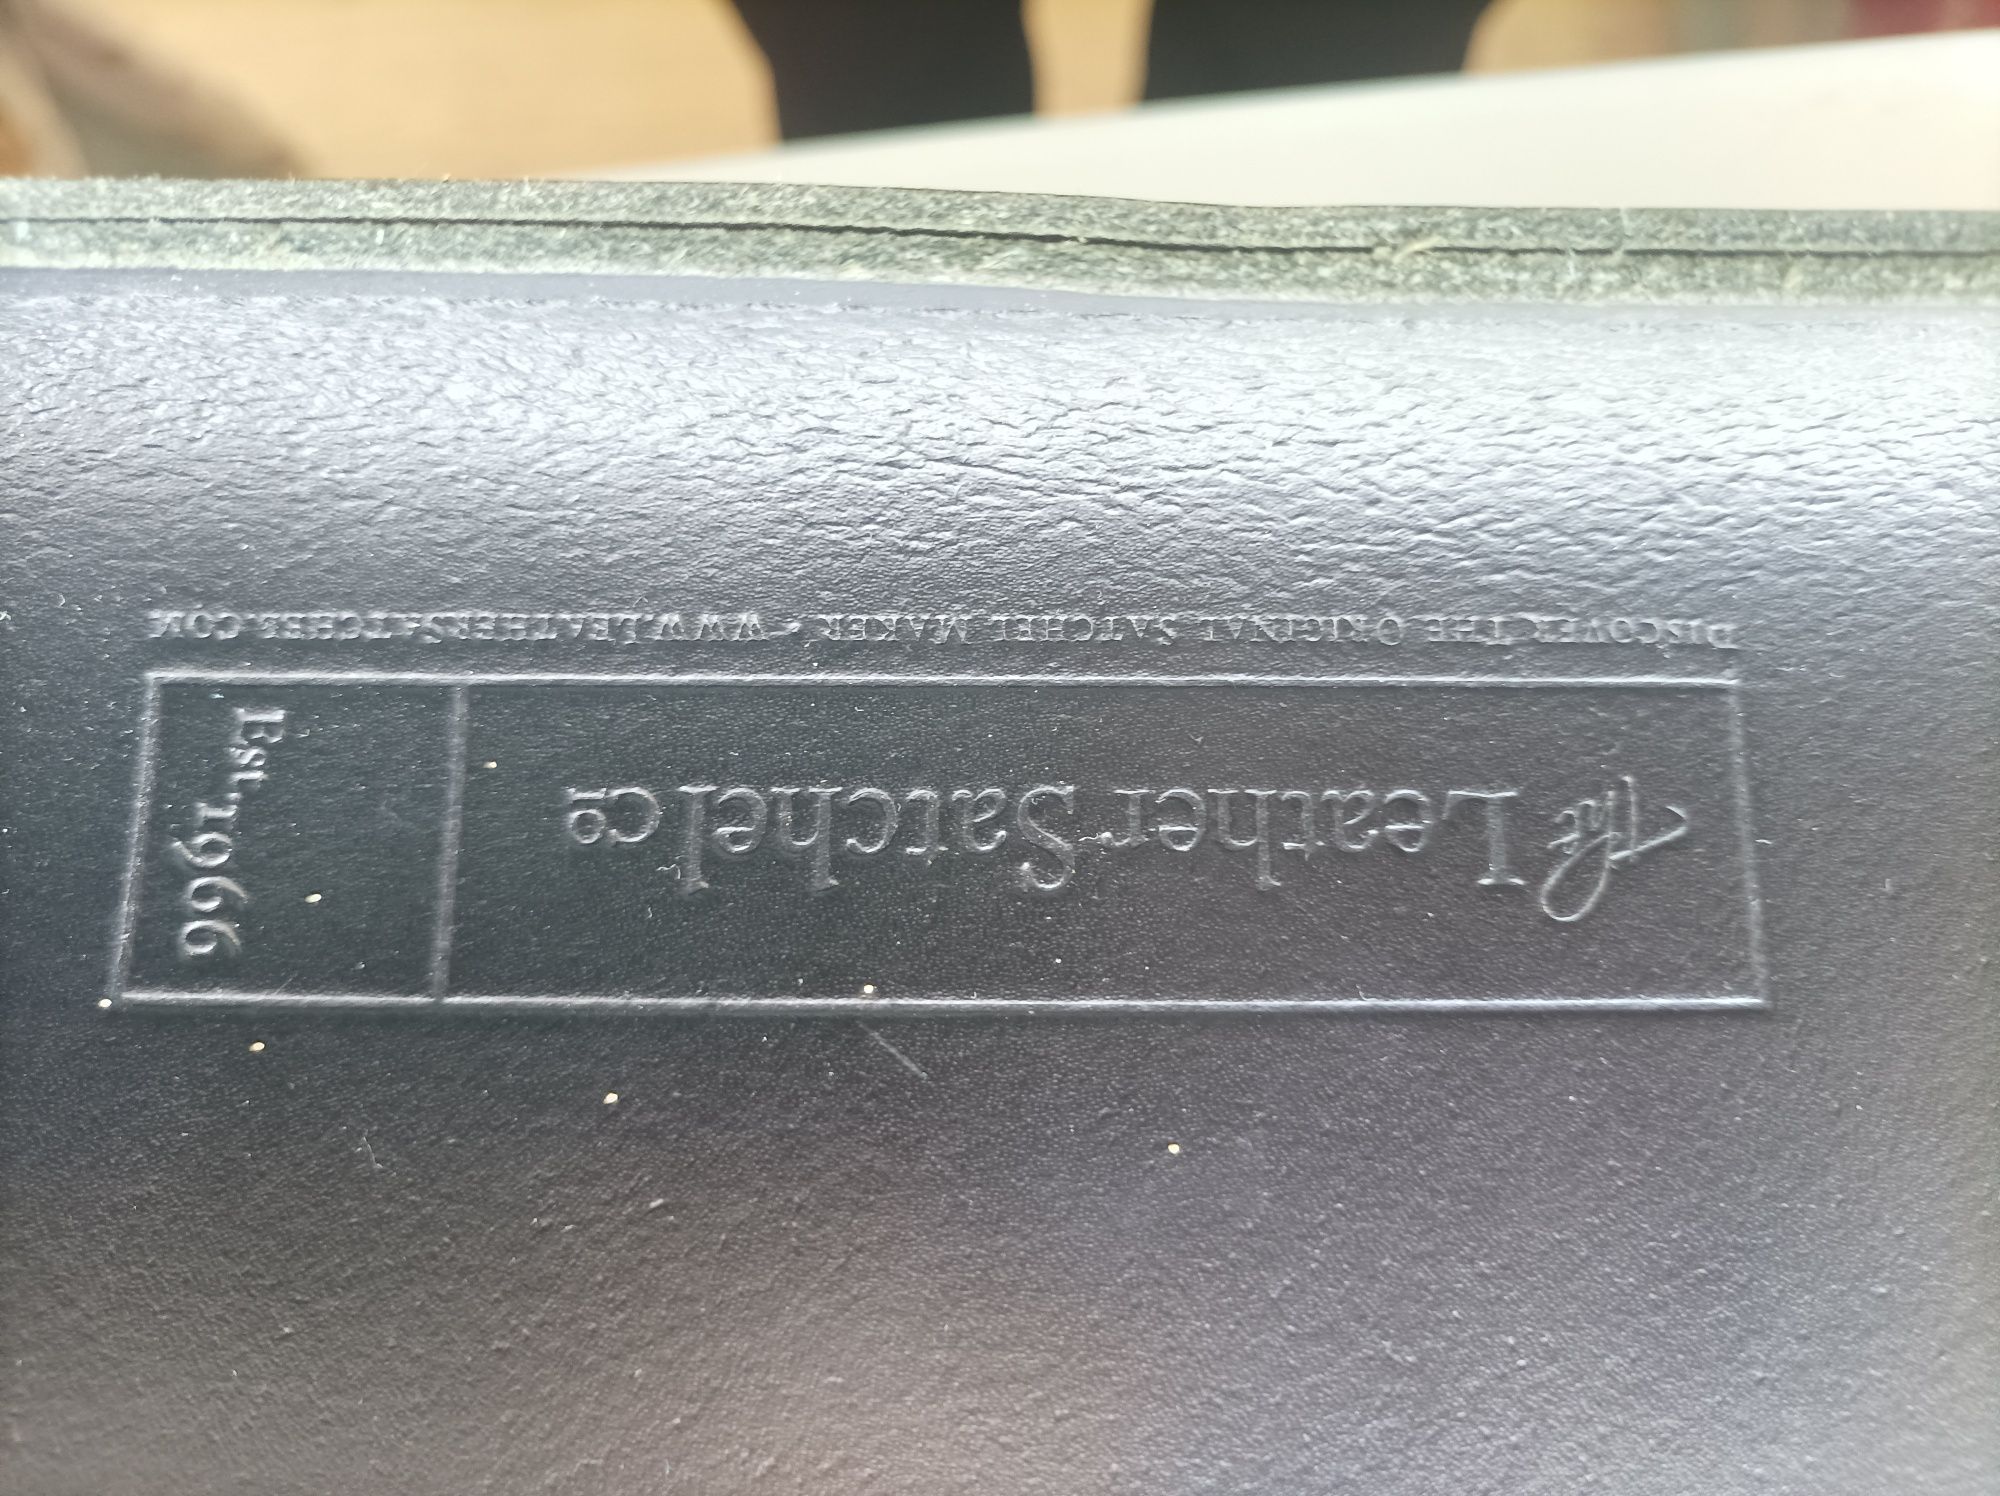 The Leather Satchel Co
Est. 1966
Discover The Original Satchel Maker - www.LeatherSatchel.com